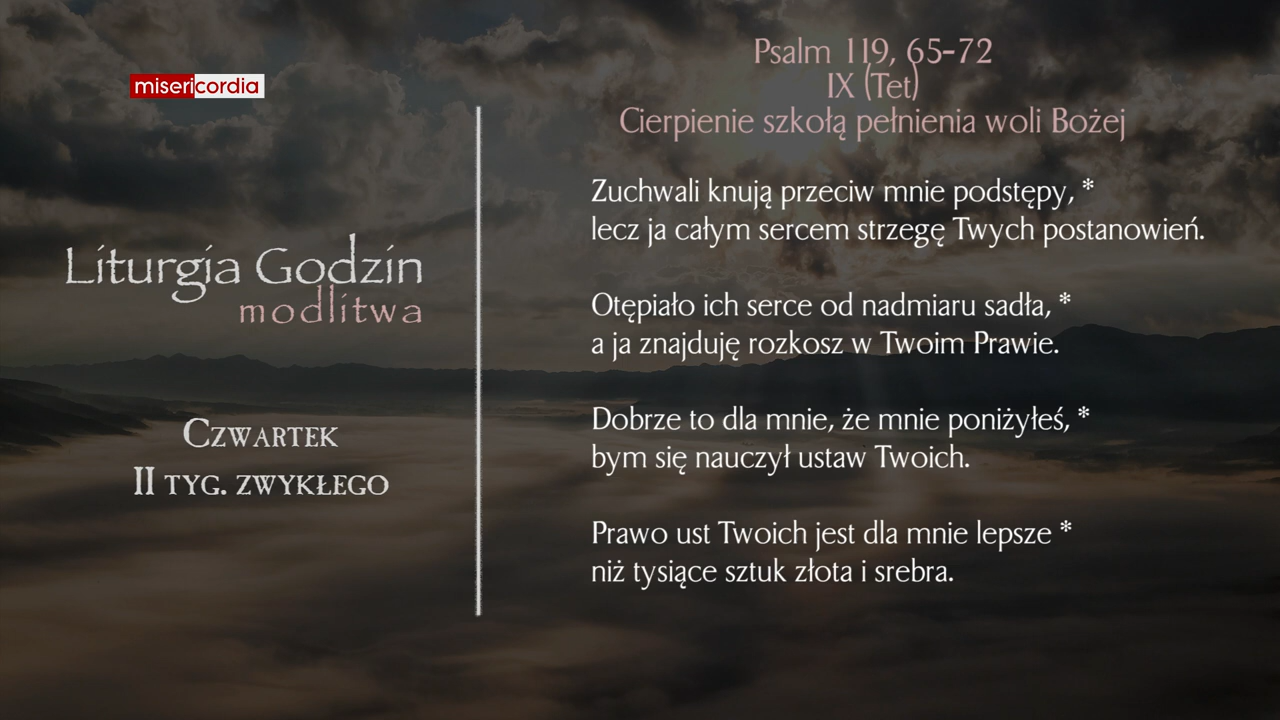 misericordia
Liturgia Godzin
modlitwa
Czwartek
II tyg. zwykłego
Psalm 119, 65-72
IX (Tet)
Cierpienie szkołą pełnienia woli Bożej
Zuchwali knują przeciw mnie podstępy, *
lecz ja całym sercem strzegę Twych postanowień.
Otępiało ich serce od nadmiaru sadła, *
a ja znajduję rozkosz w Twoim Prawie.
Dobrze to dla mnie, że mnie poniżyłeś, *
bym się nauczył ustaw Twoich.
Prawo ust Twoich jest dla mnie lepsze *
niż tysiące sztuk złota i srebra.